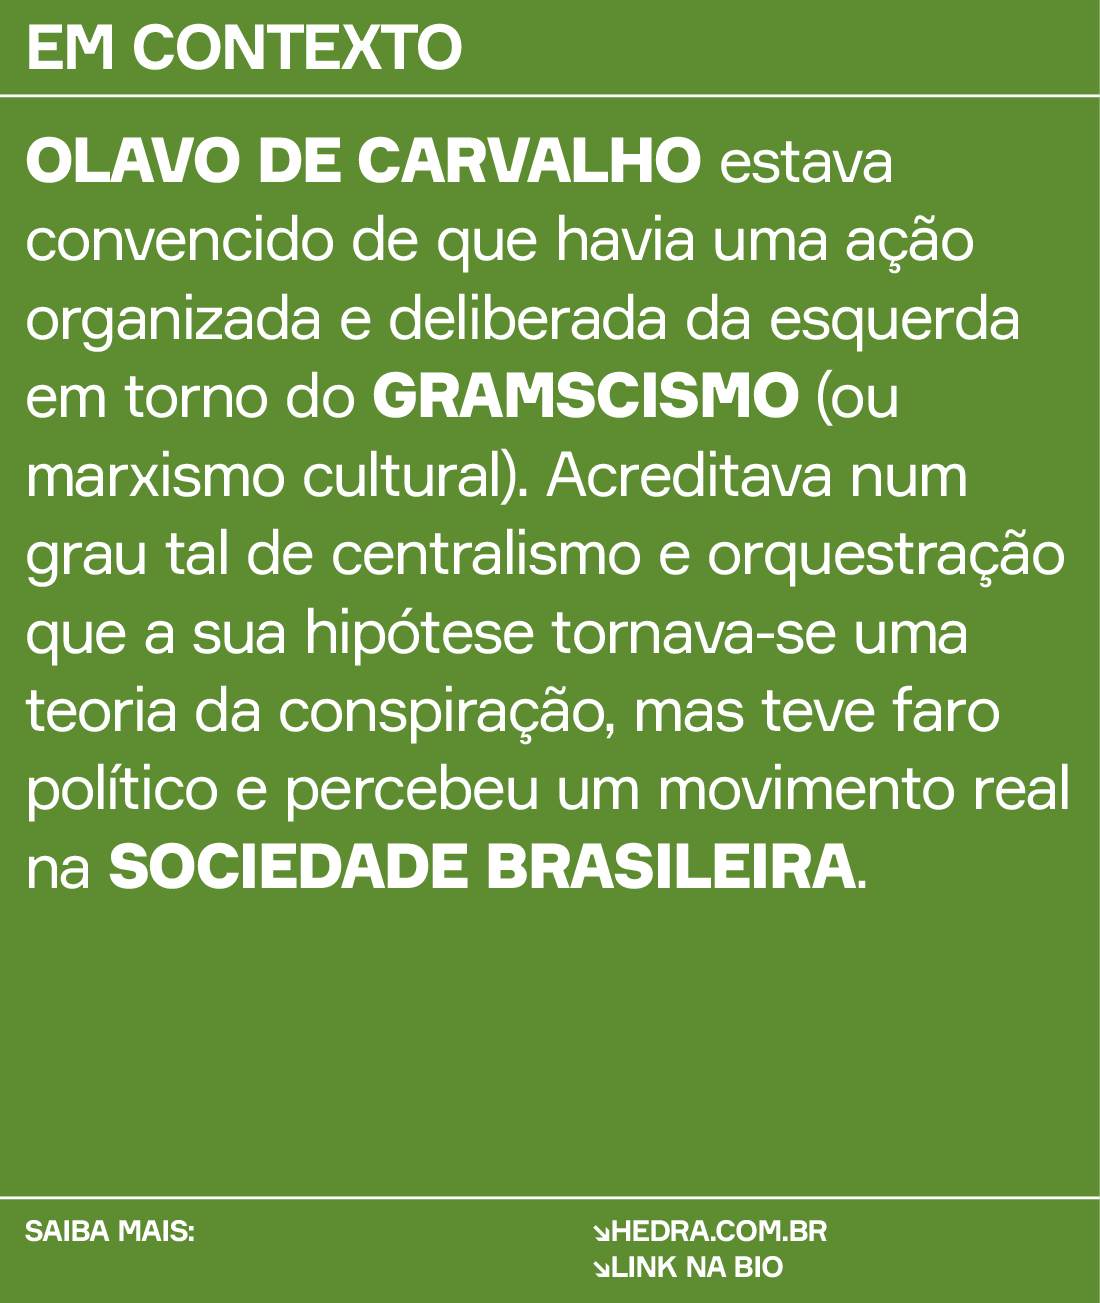 EM CONTEXTO
OLAVO DE CARVALHO estava
convencido de que havia uma ação
organizada e deliberada da esquerda
em torno do GRAMSCISMO (ou
marxismo cultural). Acreditava num
grau tal de centralismo e orquestração
que a sua hipótese tornava-se uma
teoria da conspiração, mas teve faro
político e percebeu um movimento real
na SOCIEDADE BRASILEIRA.
SAIBA MAIS:
↘HEDRA.COM.BR
↘LINK NA BIO